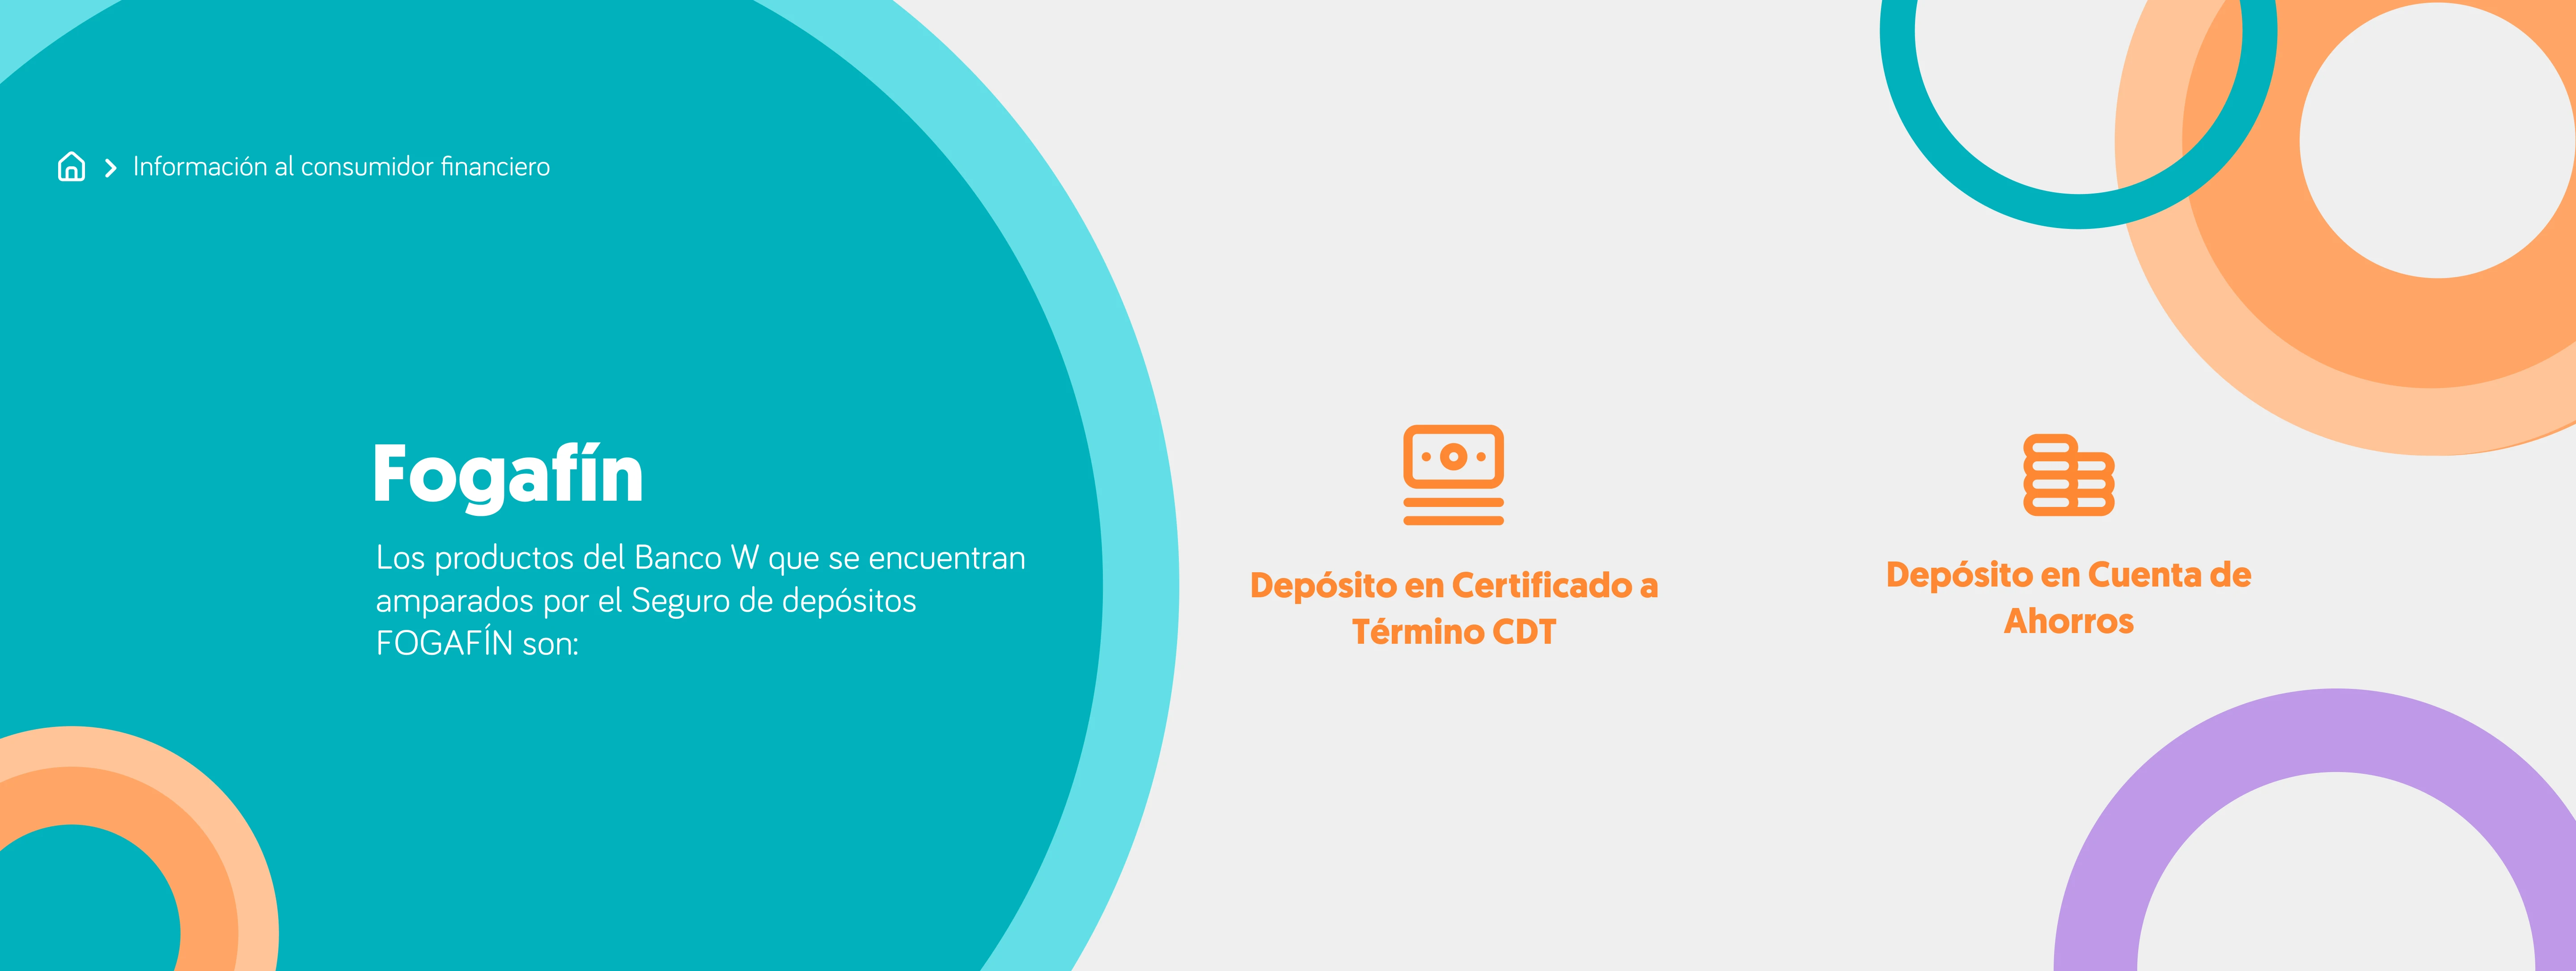 Información al consumidor financiero
Fogafín
Los productos del Banco W que se encuentran
amparados por el Seguro de depósitos
FOGAFÍN son:
Depósito en Certificado a
Término CDT
Depósito en Cuenta de
Ahorros